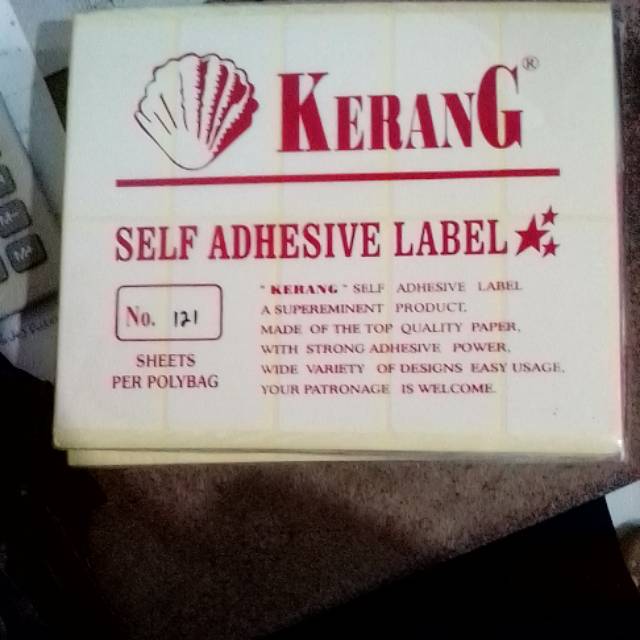 KERANG®
SELF ADHESIVE LABEL
No. 121
SHEETS
PER POLYBAG
"KERANG" SELF ADHESIVE LABEL
A SUPEREMINENT PRODUCT,
MADE OF THE TOP QUALITY PAPER,
WITH STRONG ADHESIVE POWER,
WIDE VARIETY OF DESIGNS EASY USAGE,
YOUR PATRONAGE IS WELCOME.